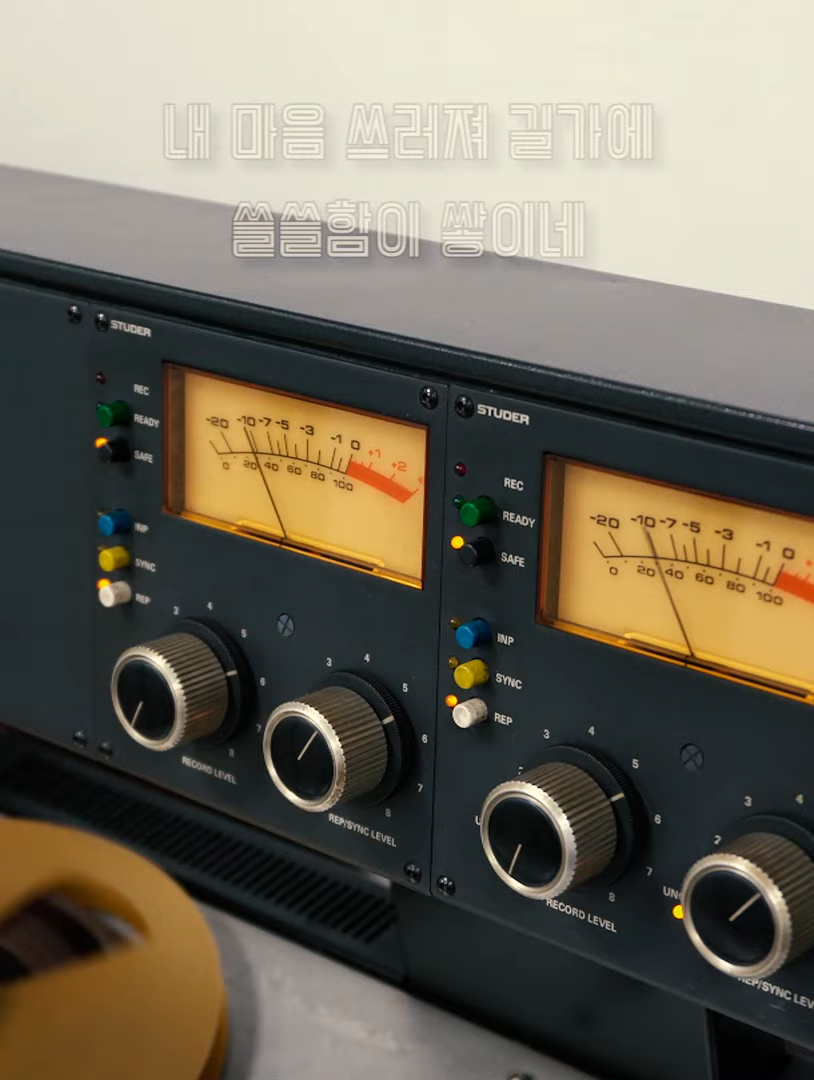 내 마음 쓰러져 길가에
쓸쓸함이 쌓이네
STUDER
REC
READY
SAFE
INP
SYNC
REP
-20 -10 -7 -5 -3 -1 0 +1 +2
0 20 40 60 80 100
3 4 5 6 7 8
RECORD LEVEL
3 4 5 6 7 8
REP/SYNC LEVEL
STUDER
REC
READY
SAFE
INP
SYNC
REP
-20 -10 -7 -5 -3 -1 0
0 20 40 60 80 100
3 4 5 6 7 8
RECORD LEVEL
2 3 4